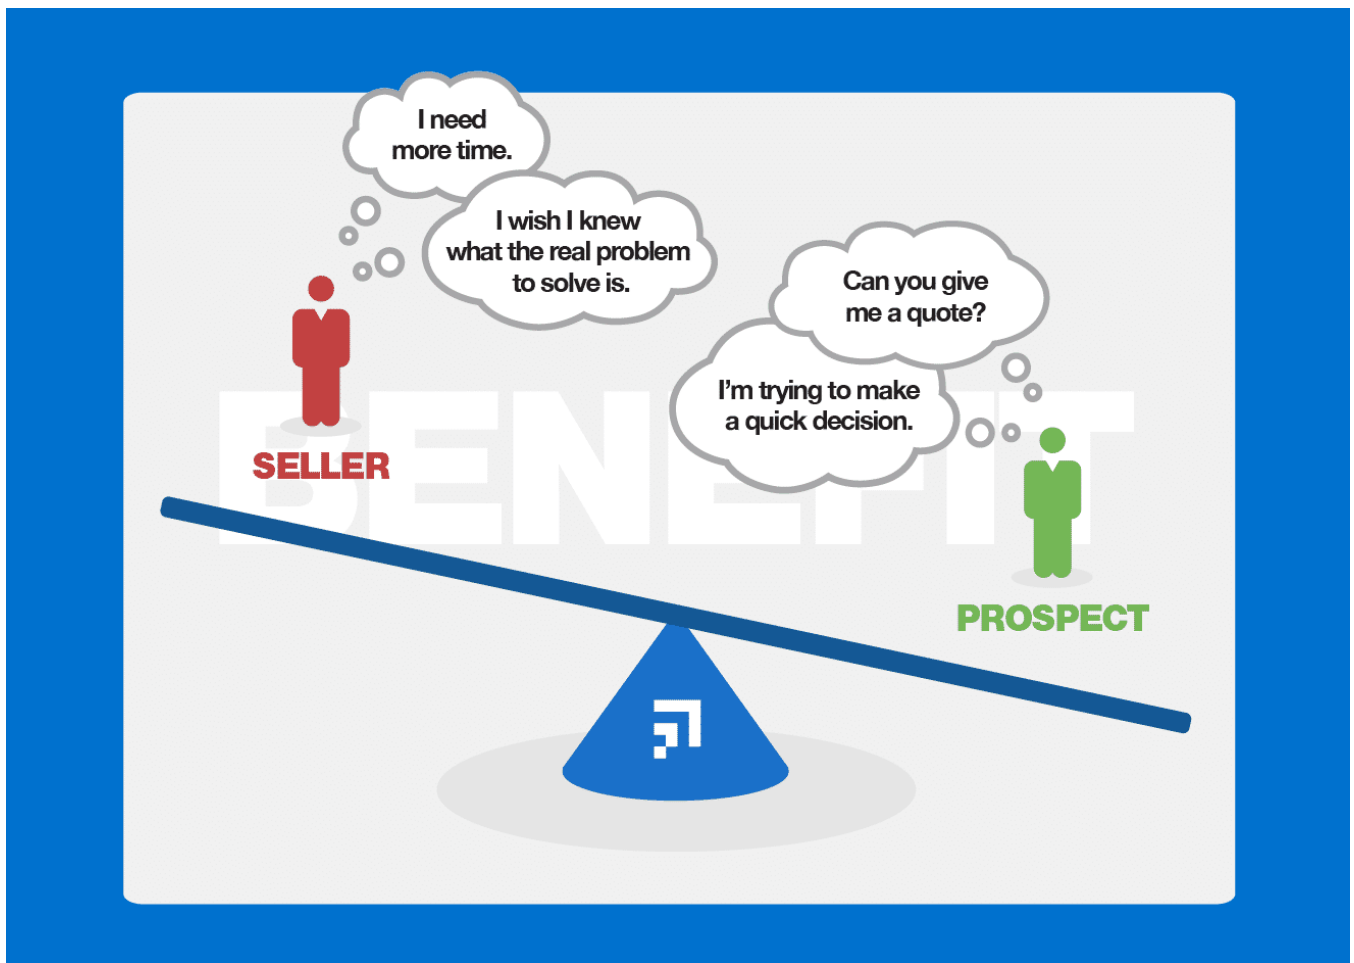 I need
more time.
I wish I knew
what the real problem
to solve is.
Can you give
me a quote?
I'm trying to make
a quick decision.
BENEFIT
SELLER
PROSPECT